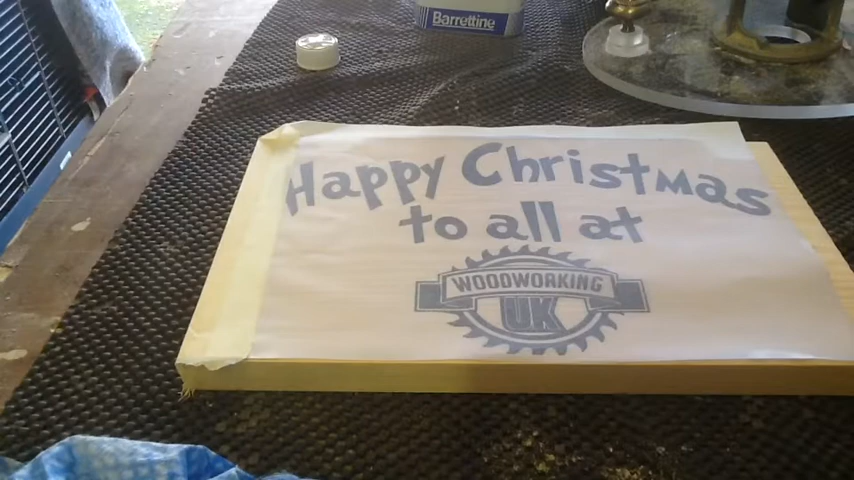 Barrettine
Happy Christmas
to all at
WOODWORKING
UK